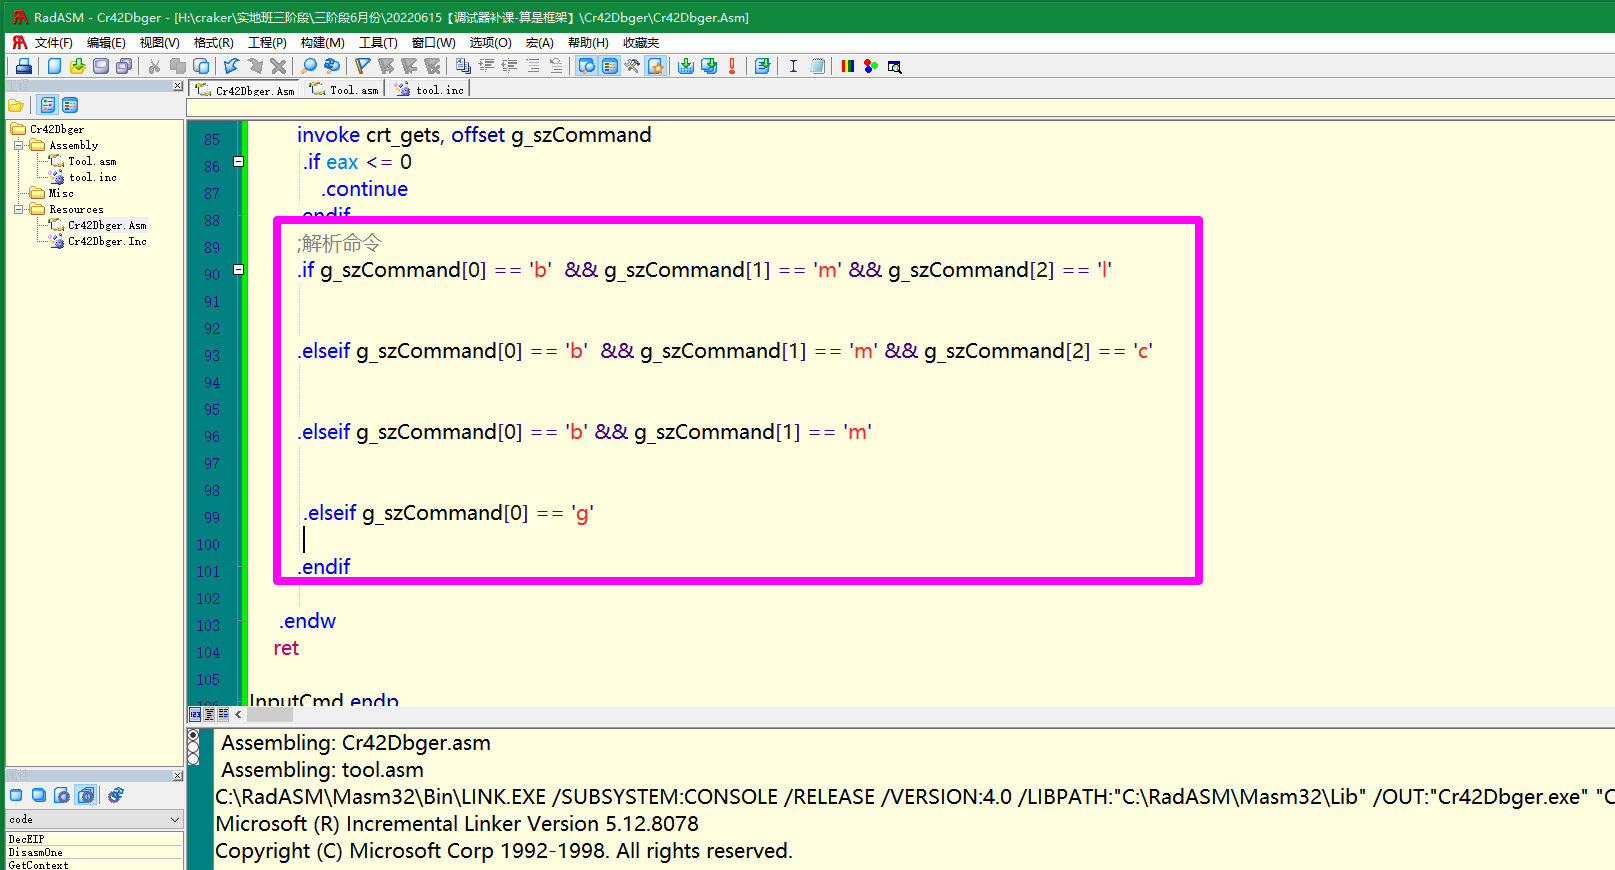 RadASM - Cr42Dbger - [H:\craker\实地班三阶段\三阶段6月份\20220615【调试器补课-算是框架】\Cr42Dbger\Cr42Dbger.Asm]
文件(F) 编辑(E) 视图(V) 格式(R) 工程(P) 构建(M) 工具(T) 窗口(W) 选项(O) 宏(A) 帮助(H) 收藏夹
Cr42Dbger.Asm Tool.asm tool.inc
Cr42Dbger
Assembly
Tool.asm
tool.inc
Misc
Resources
Cr42Dbger.Asm
Cr42Dbger.Inc
85 invoke crt_gets, offset g_szCommand
86 .if eax <= 0
87 .continue
88 .endif
89 ;解析命令
90 .if g_szCommand[0] == 'b' && g_szCommand[1] == 'm' && g_szCommand[2] == 'l'
91
92
93 .elseif g_szCommand[0] == 'b' && g_szCommand[1] == 'm' && g_szCommand[2] == 'c'
94
95
96 .elseif g_szCommand[0] == 'b' && g_szCommand[1] == 'm'
97
98
99 .elseif g_szCommand[0] == 'g'
100
101 .endif
102
103 .endw
104 ret
105
106 InputCmd endp
code
DecEIP
DisasmOne
GetContext
Assembling: Cr42Dbger.asm
Assembling: tool.asm
C:\RadASM\Masm32\Bin\LINK.EXE /SUBSYSTEM:CONSOLE /RELEASE /VERSION:4.0 /LIBPATH:"C:\RadASM\Masm32\Lib" /OUT:"Cr42Dbger.exe" "C
Microsoft (R) Incremental Linker Version 5.12.8078
Copyright (C) Microsoft Corp 1992-1998. All rights reserved.